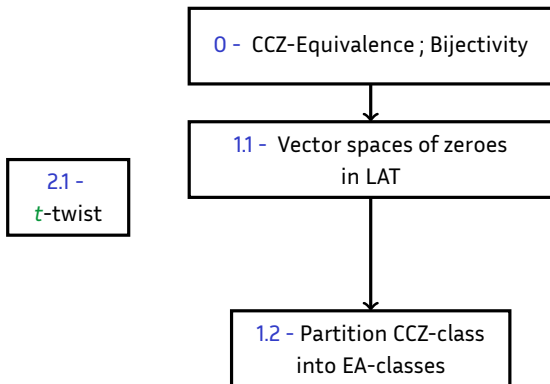 0 - CCZ-Equivalence ; Bijectivity
1.1 - Vector spaces of zeroes
in LAT
2.1 -
t-twist
1.2 - Partition CCZ-class
into EA-classes